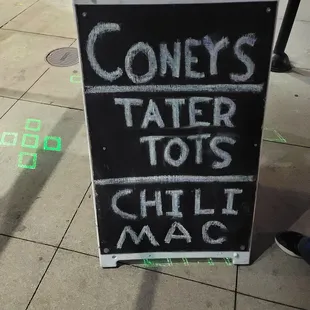 CONEYS
TATER
TOTS
CHILI
MAC